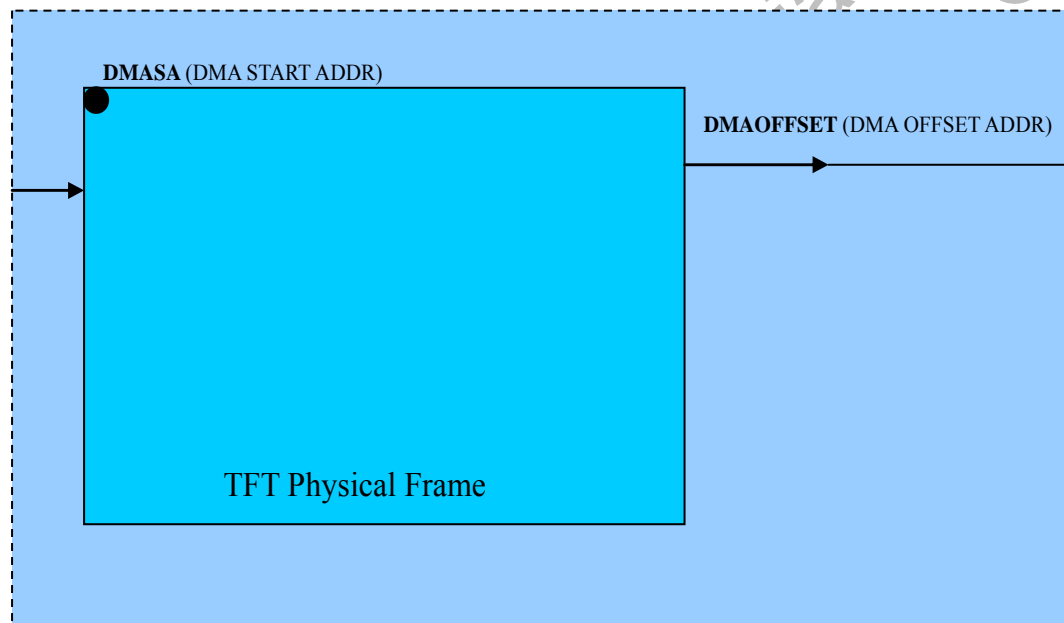 DMASA (DMA START ADDR)
DMAOFFSET (DMA OFFSET ADDR)
TFT Physical Frame